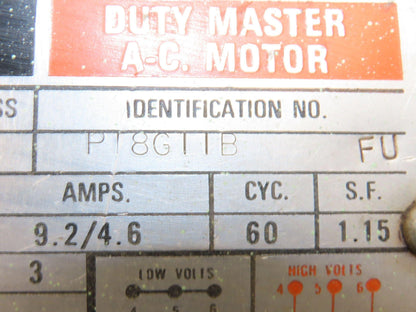 DUTY MASTER
A-C. MOTOR
SS IDENTIFICATION NO.
P18G11B FU
AMPS. CYC. S.F.
9.2/4.6 60 1.15
3 LOW VOLTS HIGH VOLTS
4 5 6 4 5 6